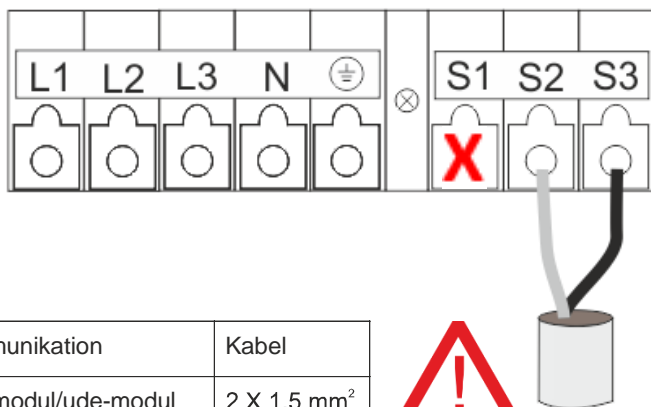 L1 L2 L3 N S1 S2 S3
X
munikation Kabel
modul/ude-modul 2 X 1,5 mm²